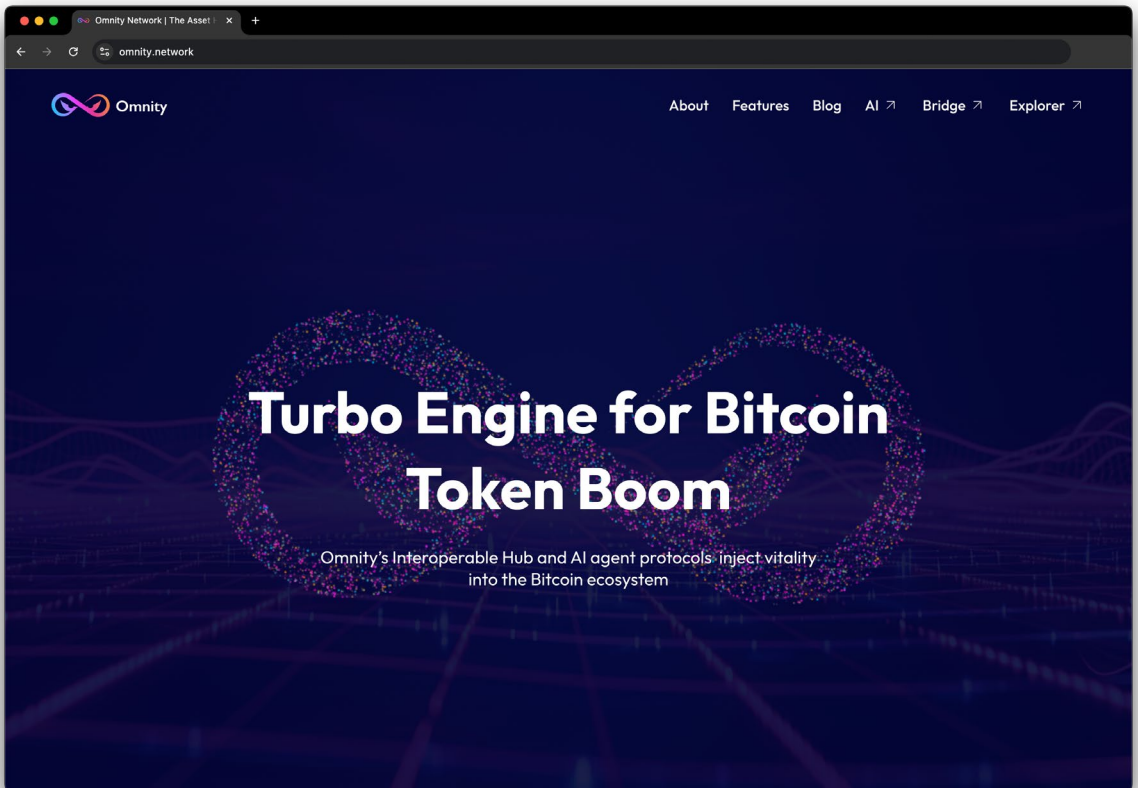 Omnity Network | The Asset
omnity.network
Omnity
About Features Blog AI Bridge Explorer
Turbo Engine for Bitcoin
Token Boom
Omnity’s Interoperable Hub and AI agent protocols inject vitality
into the Bitcoin ecosystem